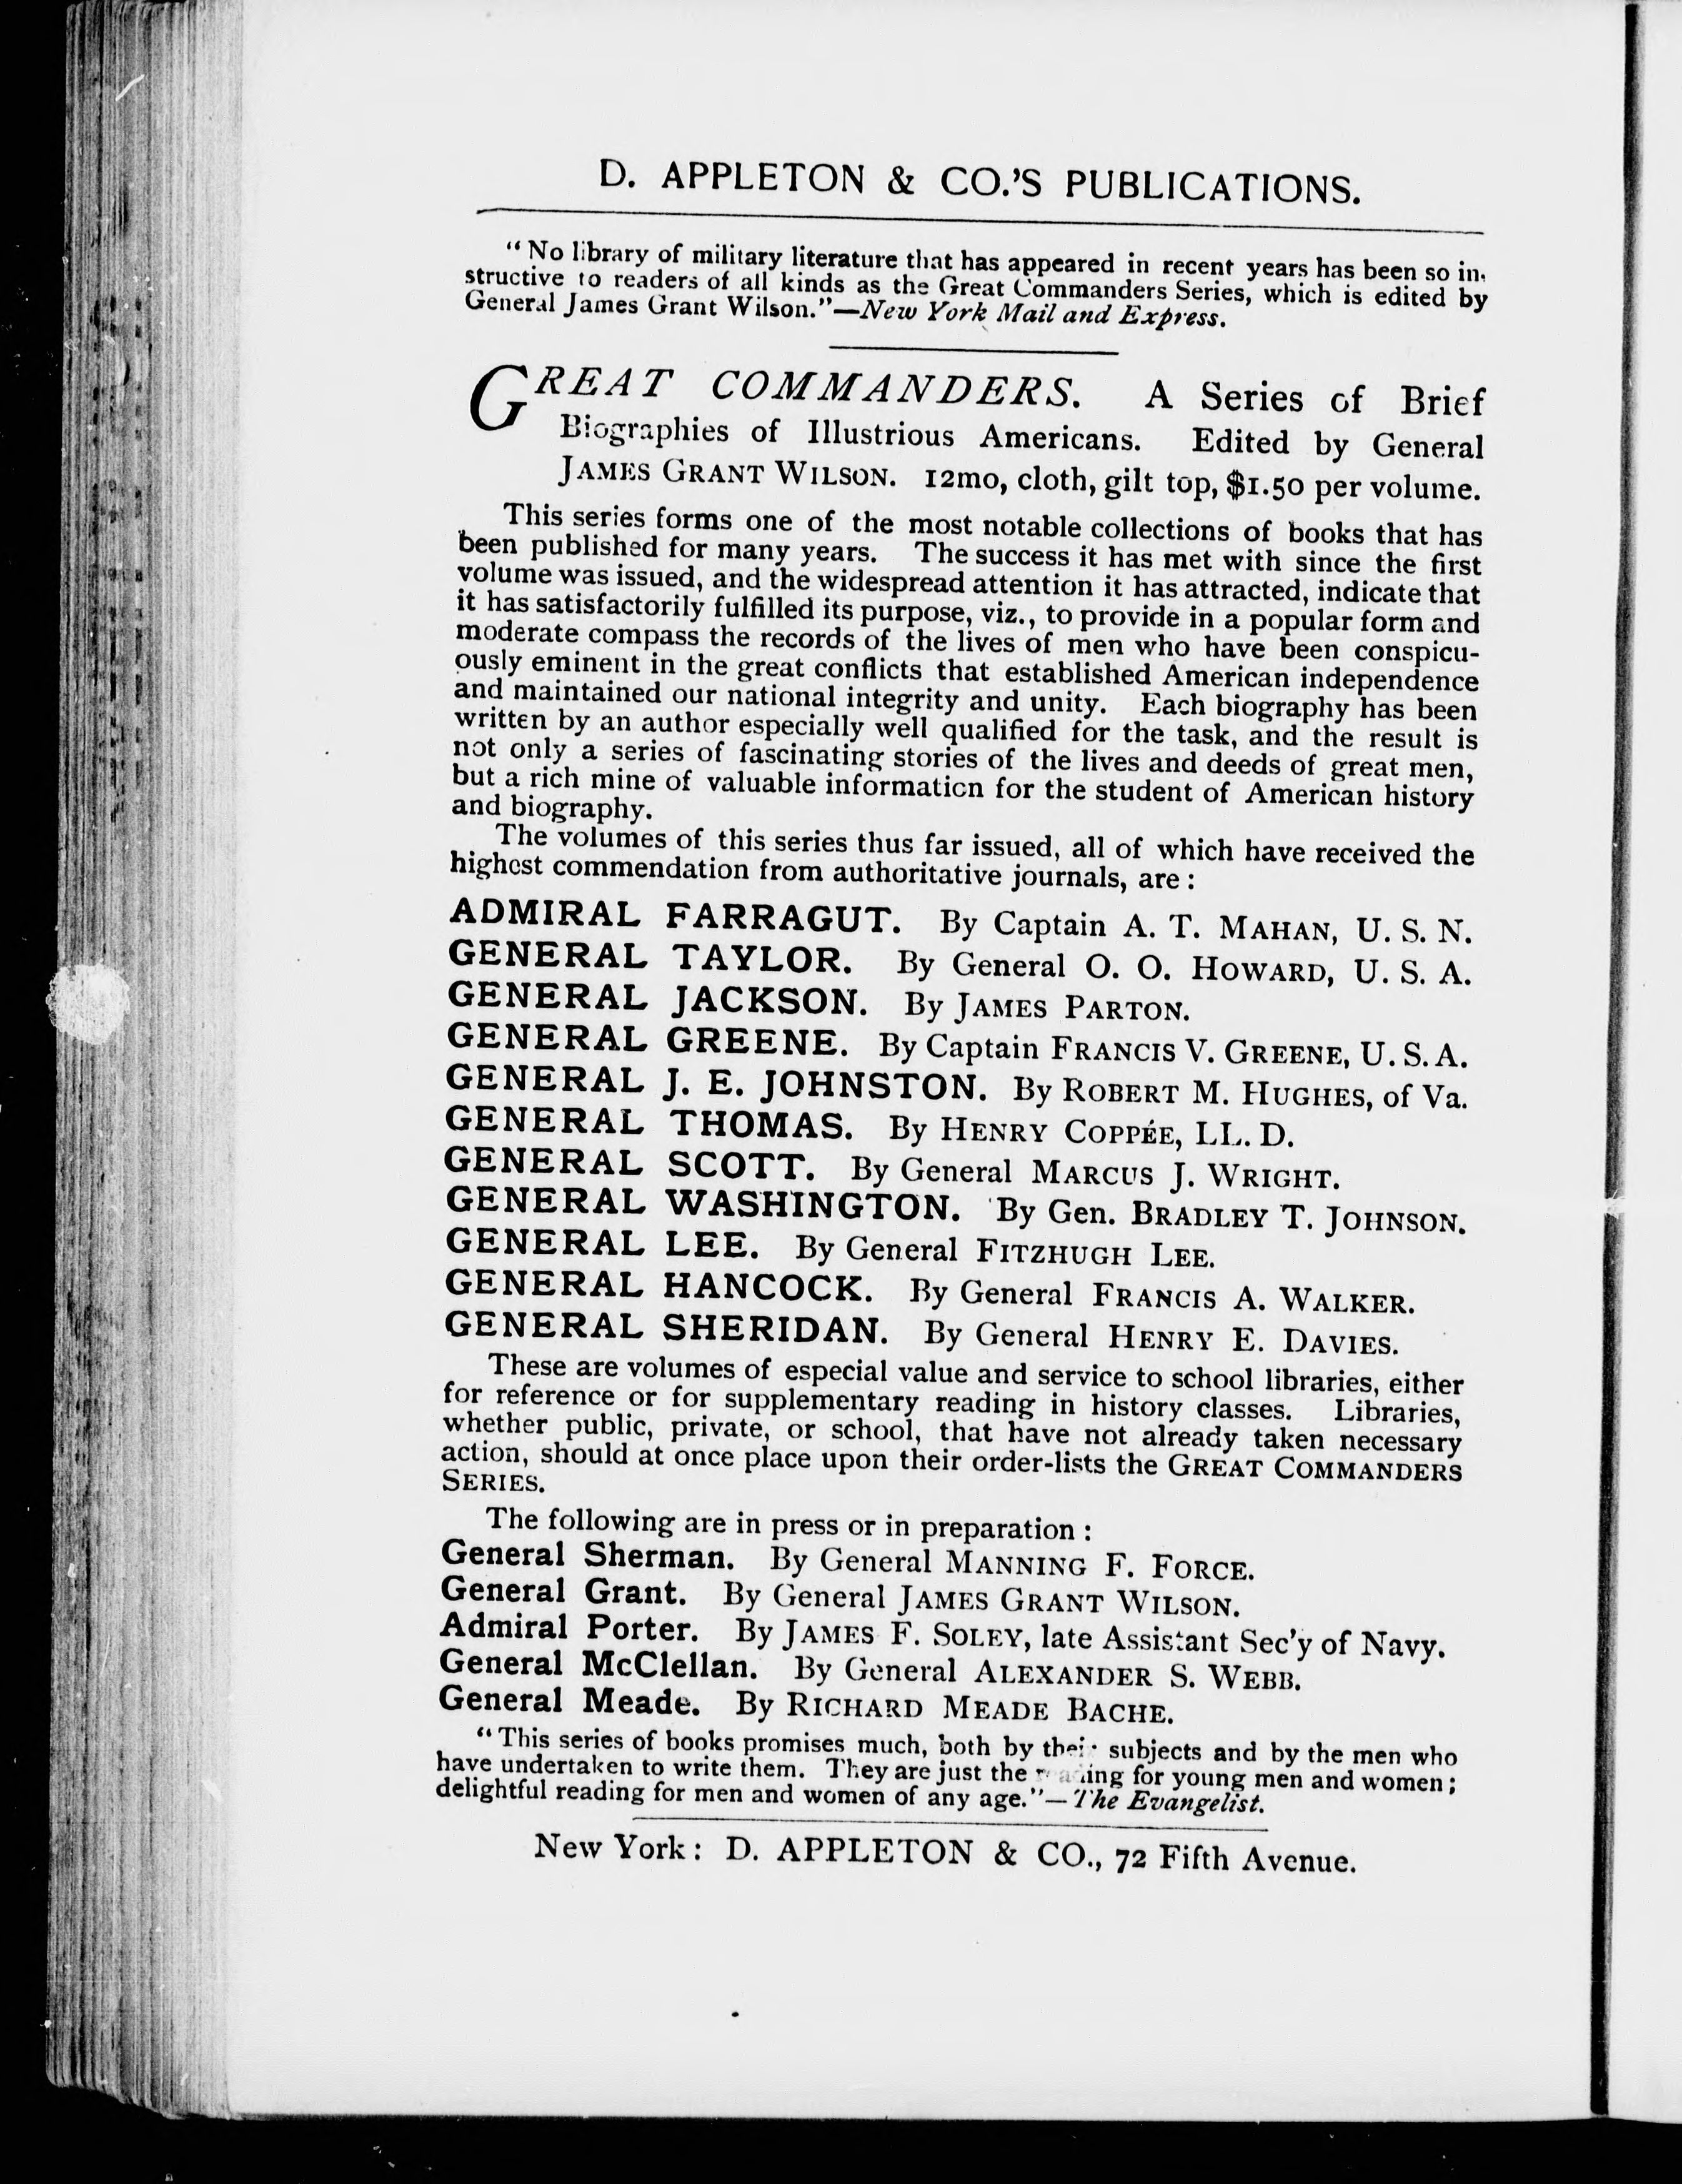 D. APPLETON & CO.'S PUBLICATIONS.
“No library of military literature that has appeared in recent years has been so in-
structive to readers of all kinds as the Great Commanders Series, which is edited by
General James Grant Wilson.”—New York Mail and Express.
GREAT COMMANDERS. A Series of Brief
Biographies of Illustrious Americans. Edited by General
JAMES GRANT WILSON. 12mo, cloth, gilt top, $1.50 per volume.
This series forms one of the most notable collections of books that has
been published for many years. The success it has met with since the first
volume was issued, and the widespread attention it has attracted, indicate that
it has satisfactorily fulfilled its purpose, viz., to provide in a popular form and
moderate compass the records of the lives of men who have been conspicu-
ously eminent in the great conflicts that established American independence
and maintained our national integrity and unity. Each biography has been
written by an author especially well qualified for the task, and the result is
not only a series of fascinating stories of the lives and deeds of great men,
but a rich mine of valuable information for the student of American history
and biography.
The volumes of this series thus far issued, all of which have received the
highest commendation from authoritative journals, are :
ADMIRAL FARRAGUT. By Captain A. T. MAHAN, U. S. N.
GENERAL TAYLOR. By General O. O. HOWARD, U. S. A.
GENERAL JACKSON. By JAMES PARTON.
GENERAL GREENE. By Captain FRANCIS V. GREENE, U. S. A.
GENERAL J. E. JOHNSTON. By ROBERT M. HUGHES, of Va.
GENERAL THOMAS. By HENRY COPPÉE, LL. D.
GENERAL SCOTT. By General MARCUS J. WRIGHT.
GENERAL WASHINGTON. By Gen. BRADLEY T. JOHNSON.
GENERAL LEE. By General FITZHUGH LEE.
GENERAL HANCOCK. By General FRANCIS A. WALKER.
GENERAL SHERIDAN. By General HENRY E. DAVIES.
These are volumes of especial value and service to school libraries, either
for reference or for supplementary reading in history classes. Libraries,
whether public, private, or school, that have not already taken necessary
action, should at once place upon their order-lists the GREAT COMMANDERS
SERIES.
The following are in press or in preparation :
General Sherman. By General MANNING F. FORCE.
General Grant. By General JAMES GRANT WILSON.
Admiral Porter. By JAMES F. SOLEY, late Assistant Sec'y of Navy.
General McClellan. By General ALEXANDER S. WEBB.
General Meade. By RICHARD MEADE BACHE.
“This series of books promises much, both by their subjects and by the men who
have undertaken to write them. They are just the reading for young men and women ;
delightful reading for men and women of any age.”—The Evangelist.
New York : D. APPLETON & CO., 72 Fifth Avenue.